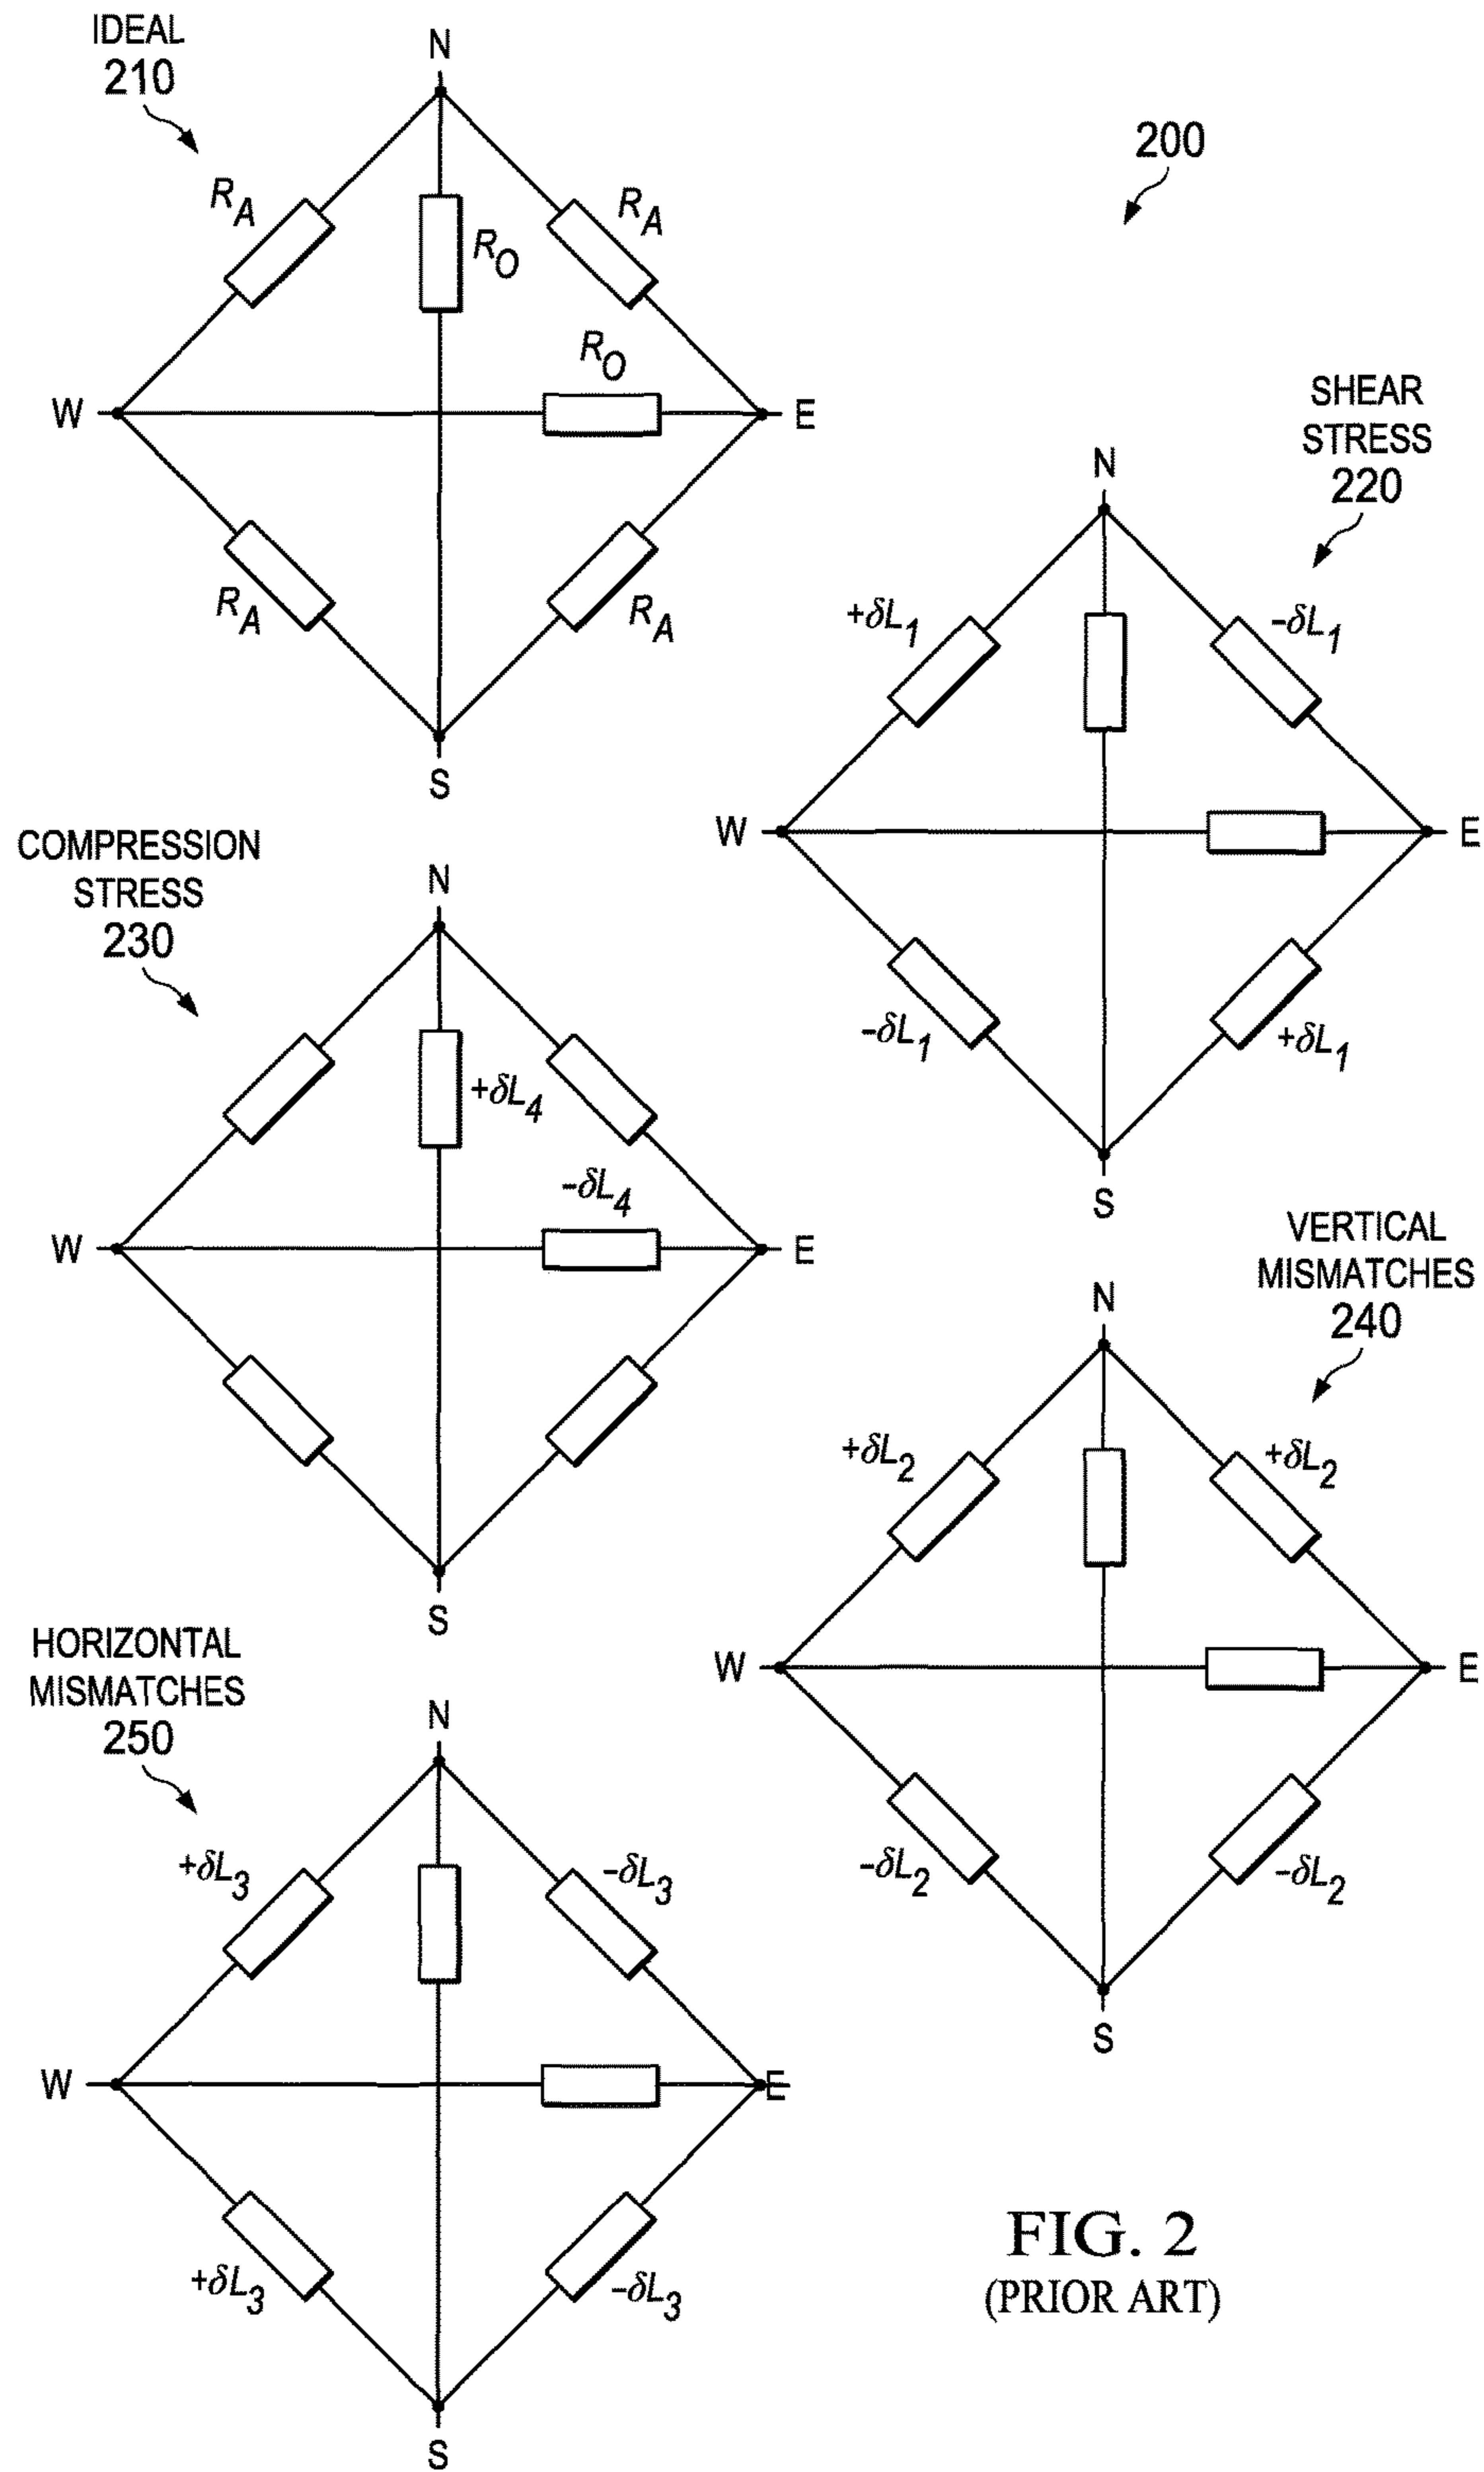 IDEAL
210
N
R_A
R_A
R_O
R_O
W
E
R_A
R_A
S
200
SHEAR
STRESS
220
N
+δL_1
-δL_1
W
E
-δL_1
+δL_1
S
COMPRESSION
STRESS
230
N
+δL_4
-δL_4
W
E
S
VERTICAL
MISMATCHES
240
N
+δL_2
+δL_2
W
E
-δL_2
-δL_2
S
HORIZONTAL
MISMATCHES
250
N
+δL_3
-δL_3
W
E
+δL_3
-δL_3
S
FIG. 2
(PRIOR ART)